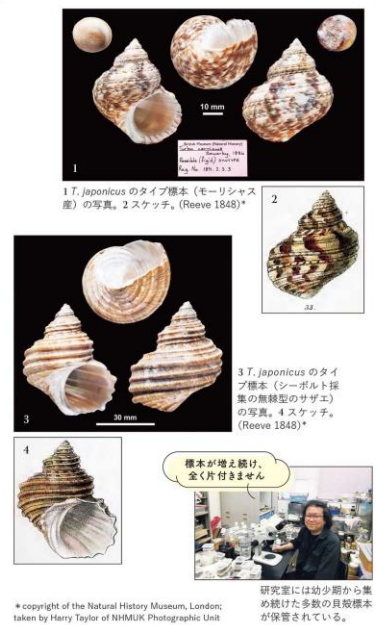 10 mm
British Museum (Natural History)
Reg. No.
1
1 T. japonicus のタイプ標本（モーリシャス
産）の写真。2 スケッチ。(Reeve 1848)*
2
3 T. japonicus のタ
イプ標本（シーボルト採
集の無棘型のサザエ）
の写真。4 スケッチ。
(Reeve 1848)*
3
30 mm
4
標本が増え続け、
全く片付きません
研究室には幼少期から集
め続けた多数の貝殻標本
が保管されている。
＊copyright of the Natural History Museum, London;
taken by Harry Taylor of NHMUK Photographic Unit